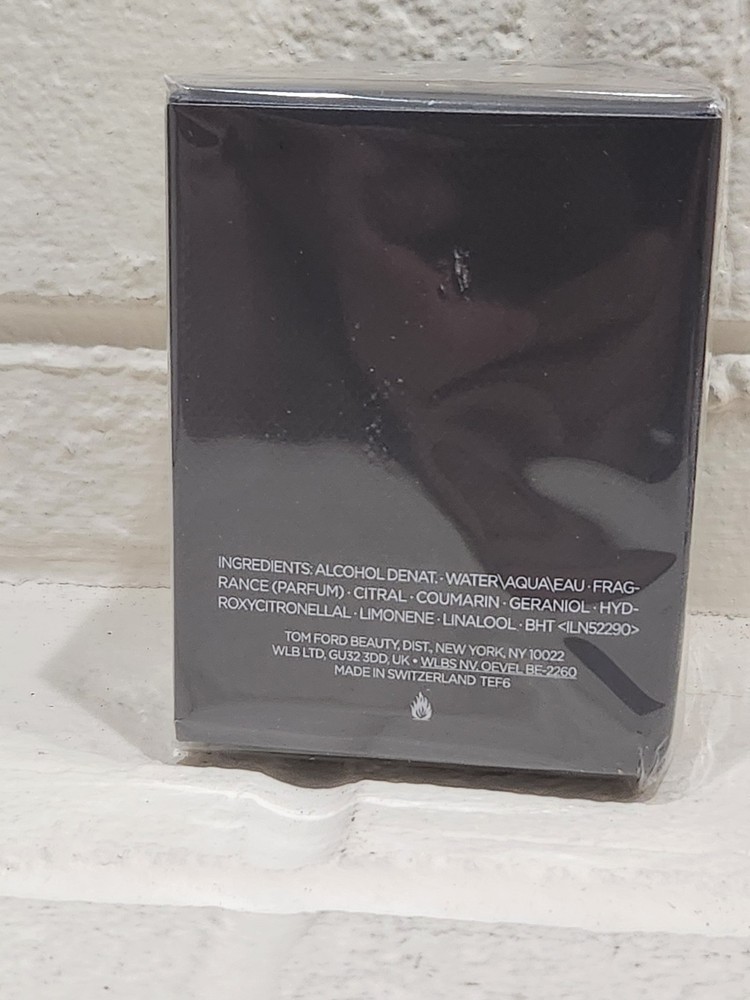 INGREDIENTS: ALCOHOL DENAT. · WATER\AQUA\EAU · FRAG-
RANCE (PARFUM) · CITRAL · COUMARIN · GERANIOL · HYD-
ROXYCITRONELLAL · LIMONENE · LINALOOL · BHT <ILN52290>
TOM FORD BEAUTY, DIST., NEW YORK, NY 10022
WLB LTD, GU32 3DD, UK • WLBS NV, OEVEL BE-2260
MADE IN SWITZERLAND TEF6